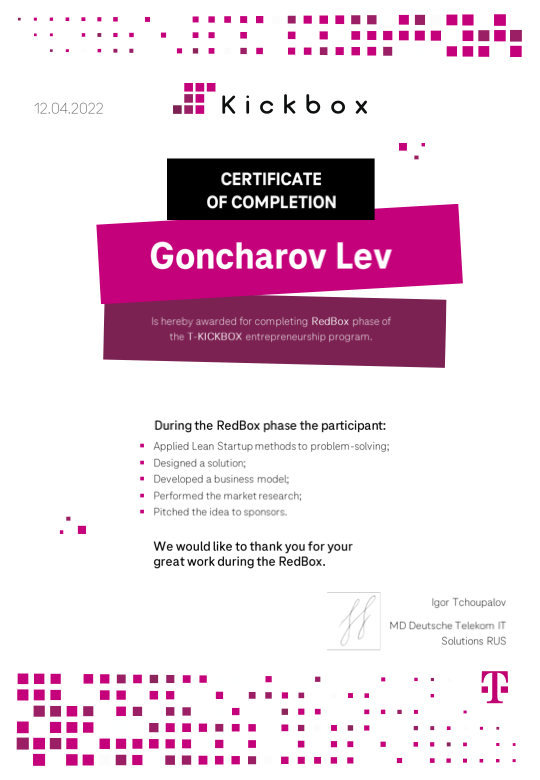 12.04.2022
Kickbox
CERTIFICATE
OF COMPLETION
Goncharov Lev
Is hereby awarded for completing RedBox phase of
the T-KICKBOX entrepreneurship program.
During the RedBox phase the participant:
Applied Lean Startup methods to problem-solving;
Designed a solution;
Developed a business model;
Performed the market research;
Pitched the idea to sponsors.
We would like to thank you for your
great work during the RedBox.
Igor Tchoupalov
MD Deutsche Telekom IT
Solutions RUS
T